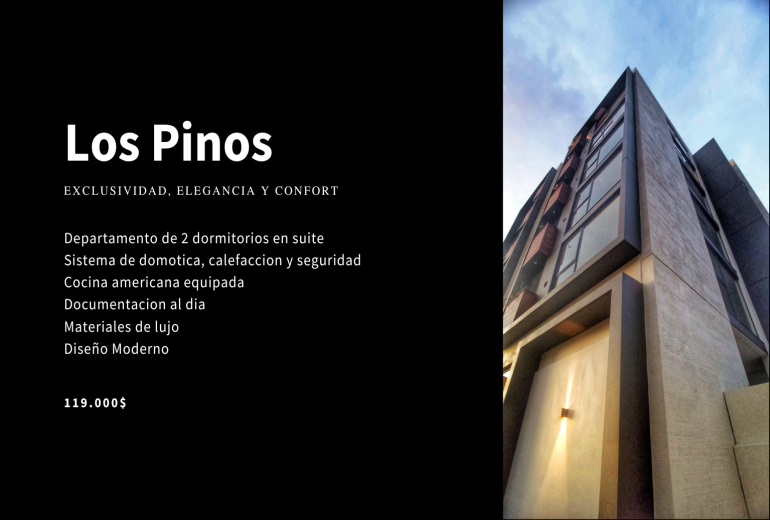 Los Pinos
EXCLUSIVIDAD, ELEGANCIA Y CONFORT
Departamento de 2 dormitorios en suite
Sistema de domotica, calefaccion y seguridad
Cocina americana equipada
Documentacion al dia
Materiales de lujo
Diseño Moderno
119.000$